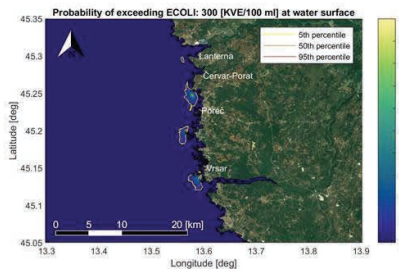 Probability of exceeding ECOLI: 300 [KVE/100 ml] at water surface
45.35
45.3
45.25
45.2
45.15
45.1
45.05
Latitude [deg]
5th percentile
50th percentile
95th percentile
Lanterna
Červar-Porat
Poreč
Vrsar
0 5 10 20 [km]
13.3 13.4 13.5 13.6 13.7 13.8 13.9
Longitude [deg]